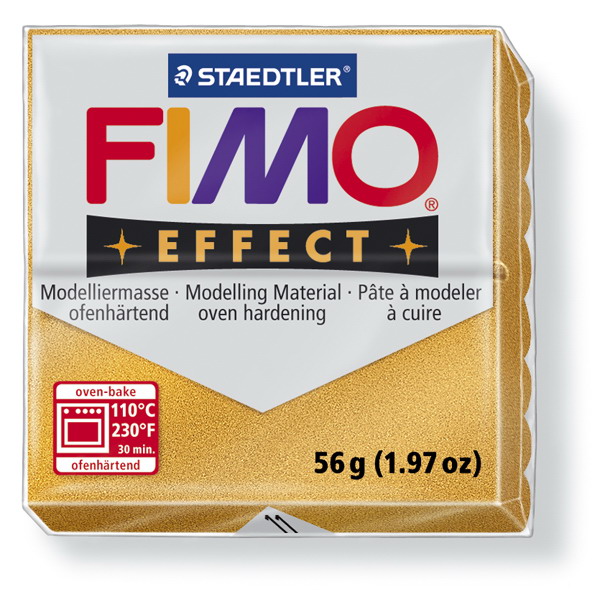 STAEDTLER®
FIMO®
EFFECT
Modelliermasse · Modelling Material · Pâte à modeler
ofenhärtend oven hardening à cuire
oven-bake
110°C
230°F
30 min.
ofenhärtend
56 g (1.97 oz)